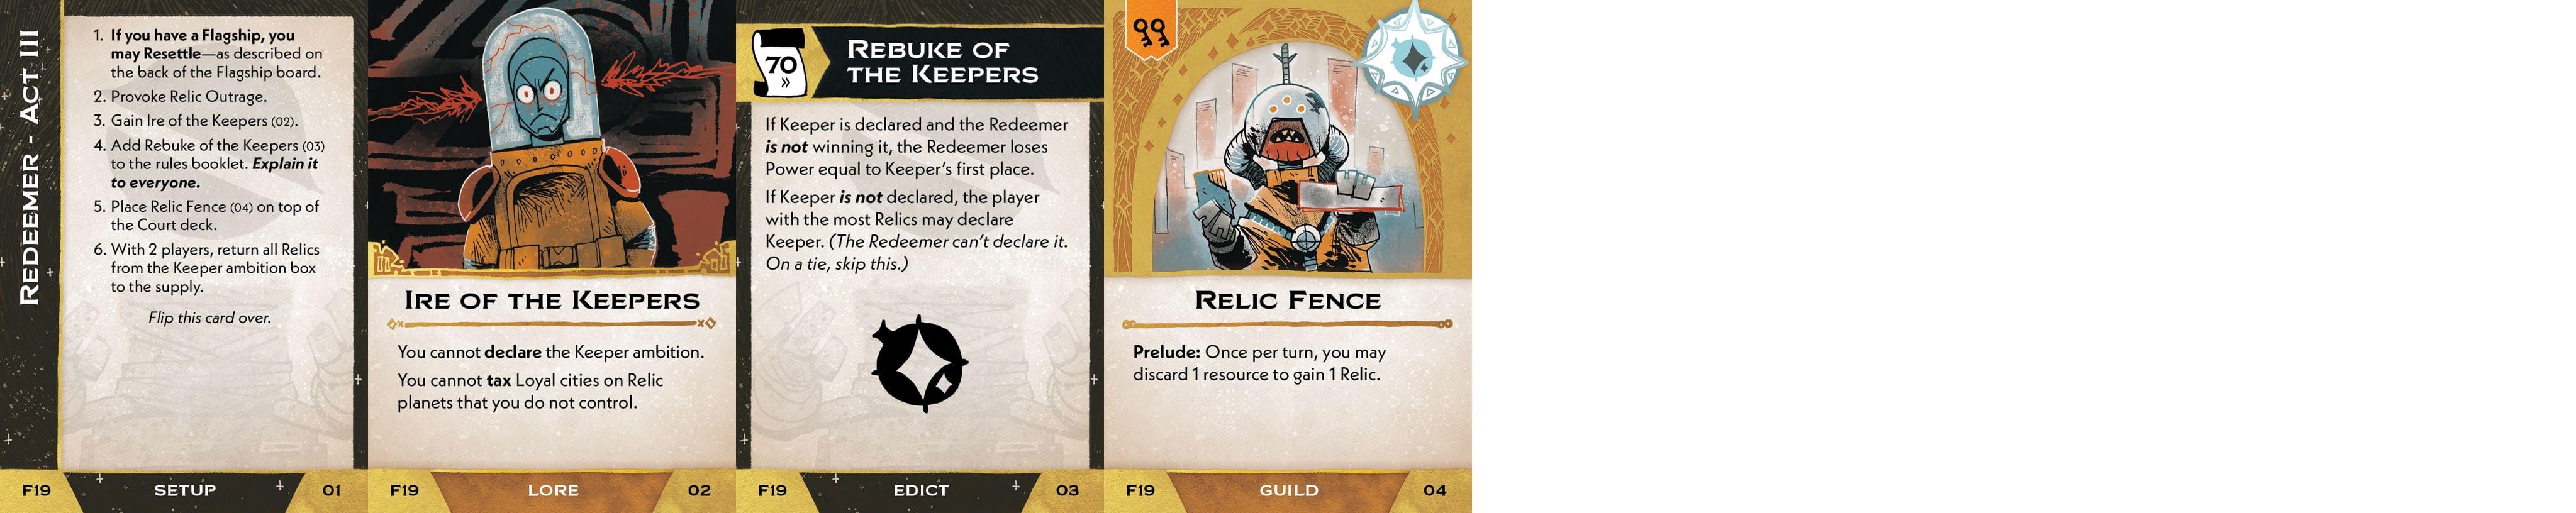 REDEEMER - ACT III
1. If you have a Flagship, you
may Resettle—as described on
the back of the Flagship board.
2. Provoke Relic Outrage.
3. Gain Ire of the Keepers (02).
4. Add Rebuke of the Keepers (03)
to the rules booklet. Explain it
to everyone.
5. Place Relic Fence (04) on top of
the Court deck.
6. With 2 players, return all Relics
from the Keeper ambition box
to the supply.
Flip this card over.
F19 SETUP 01
IRE OF THE KEEPERS
You cannot declare the Keeper ambition.
You cannot tax Loyal cities on Relic
planets that you do not control.
F19 LORE 02
70
»
REBUKE OF
THE KEEPERS
If Keeper is declared and the Redeemer
is not winning it, the Redeemer loses
Power equal to Keeper's first place.
If Keeper is not declared, the player
with the most Relics may declare
Keeper. (The Redeemer can't declare it.
On a tie, skip this.)
F19 EDICT 03
RELIC FENCE
Prelude: Once per turn, you may
discard 1 resource to gain 1 Relic.
F19 GUILD 04